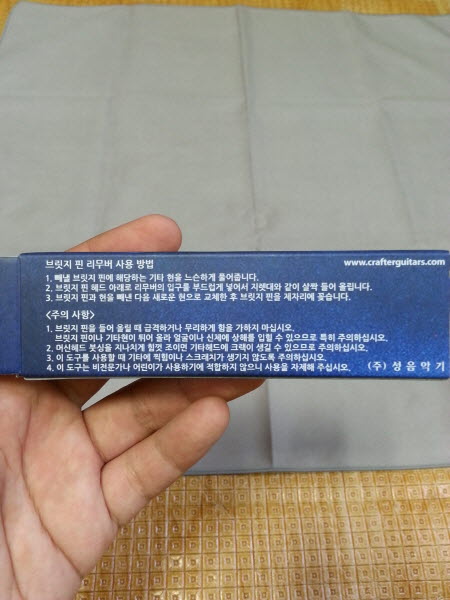 브릿지 핀 리무버 사용 방법
www.crafterguitars.com
1. 빼낼 브릿지 핀에 해당하는 기타 현을 느슨하게 풀어줍니다.
2. 브릿지 핀 헤드 아래로 리무버의 입구를 부드럽게 넣어서 지렛대와 같이 살짝 들어 올립니다.
3. 브릿지 핀과 현을 빼낸 다음 새로운 현으로 교체한 후 브릿지 핀을 제자리에 꽂습니다.
<주의 사항>
1. 브릿지 핀을 들어 올릴 때 급격하거나 무리하게 힘을 가하지 마십시오.
브릿지 핀이나 기타현이 튀어 올라 얼굴이나 신체에 상해를 입힐 수 있으므로 특히 주의하십시오.
2. 머신헤드 붓싱을 지나치게 힘껏 조이면 기타헤드에 크랙이 생길 수 있으므로 주의하십시오.
3. 이 도구를 사용할 때 기타에 찍힘이나 스크래치가 생기지 않도록 주의하십시오.
4. 이 도구는 비전문가나 어린이가 사용하기에 적합하지 않으니 사용을 자제해 주십시오.
(주) 성음악기